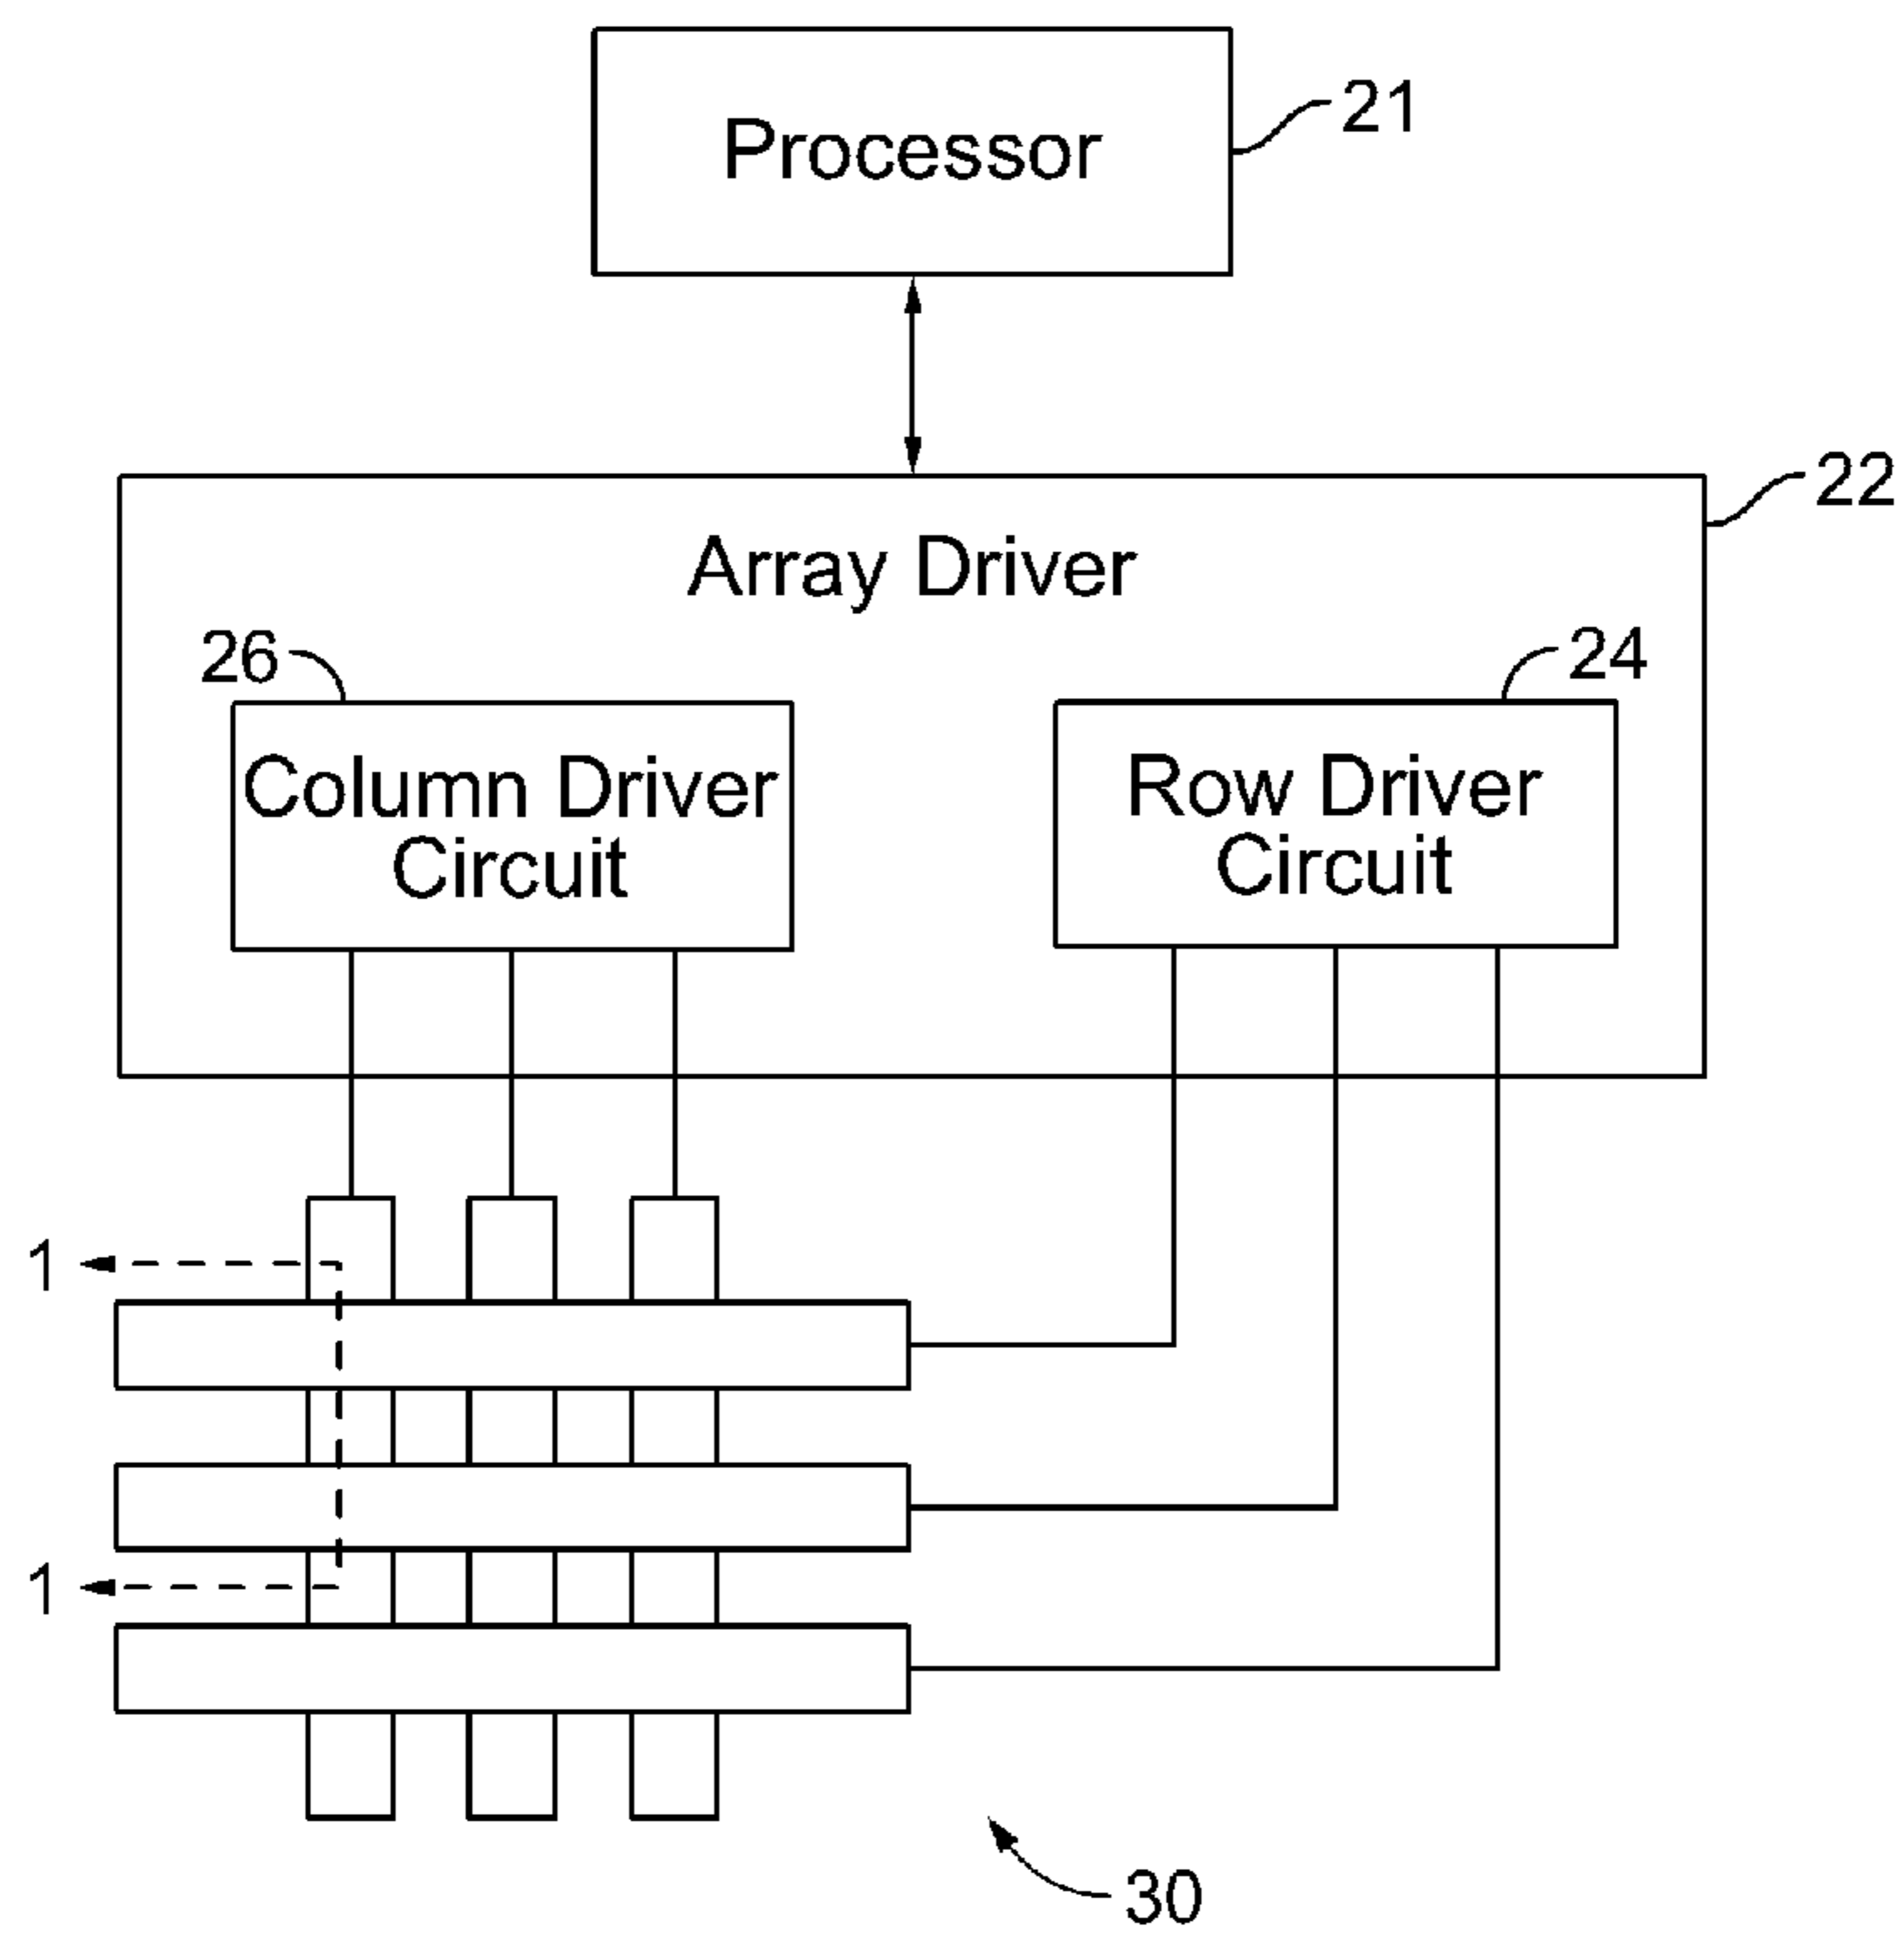 Processor
21
22
Array Driver
26
24
Column Driver
Circuit
Row Driver
Circuit
1
1
30